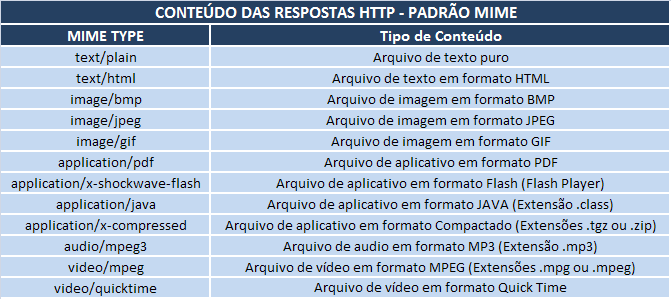 CONTEÚDO DAS RESPOSTAS HTTP - PADRÃO MIME
MIME TYPE Tipo de Conteúdo
text/plain Arquivo de texto puro
text/html Arquivo de texto em formato HTML
image/bmp Arquivo de imagem em formato BMP
image/jpeg Arquivo de imagem em formato JPEG
image/gif Arquivo de imagem em formato GIF
application/pdf Arquivo de aplicativo em formato PDF
application/x-shockwave-flash Arquivo de aplicativo em formato Flash (Flash Player)
application/java Arquivo de aplicativo em formato JAVA (Extensão .class)
application/x-compressed Arquivo de aplicativo em formato Compactado (Extensões .tgz ou .zip)
audio/mpeg3 Arquivo de audio em formato MP3 (Extensão .mp3)
video/mpeg Arquivo de vídeo em formato MPEG (Extensões .mpg ou .mpeg)
video/quicktime Arquivo de vídeo em formato Quick Time